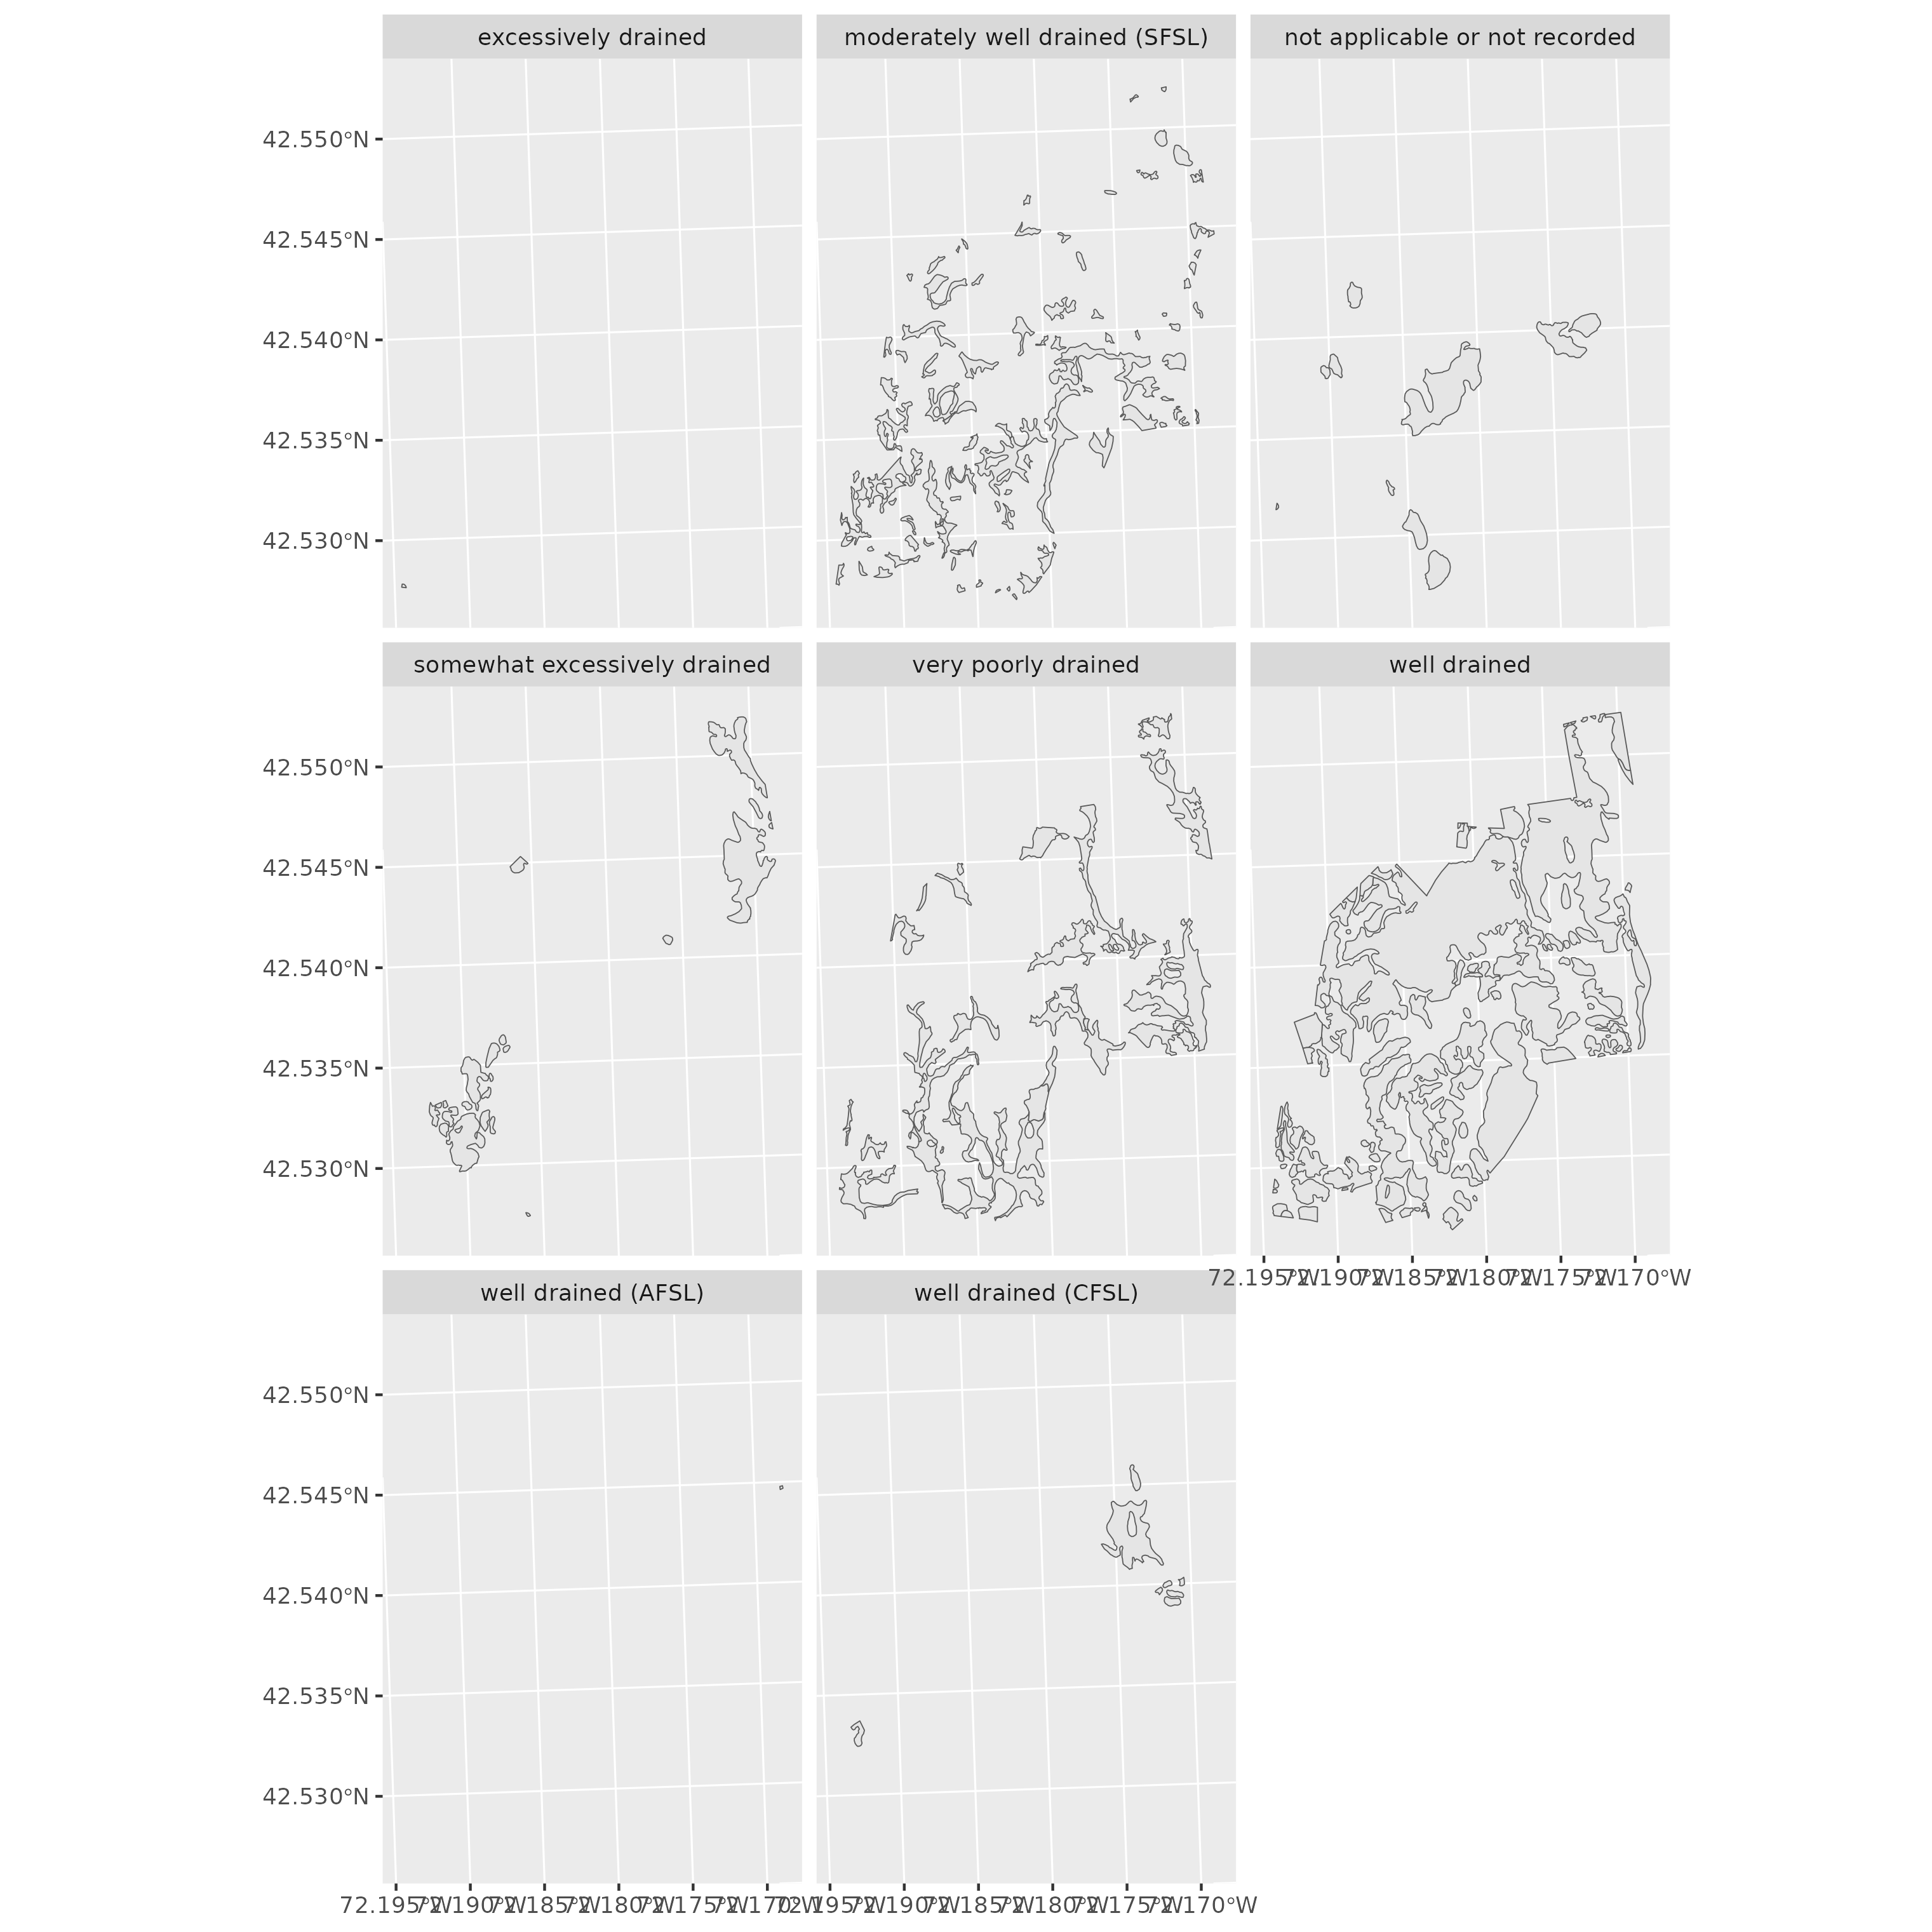 excessively drained
moderately well drained (SFSL)
not applicable or not recorded
42.550°N
42.545°N
42.540°N
42.535°N
42.530°N
somewhat excessively drained
very poorly drained
well drained
42.550°N
42.545°N
42.540°N
42.535°N
42.530°N
72.195°W 72.190°W 72.185°W 72.180°W 72.175°W 72.170°W
well drained (AFSL)
well drained (CFSL)
42.550°N
42.545°N
42.540°N
42.535°N
42.530°N
72.195°W 72.190°W 72.185°W 72.180°W 72.175°W 72.170°W
72.195°W 72.190°W 72.185°W 72.180°W 72.175°W 72.170°W